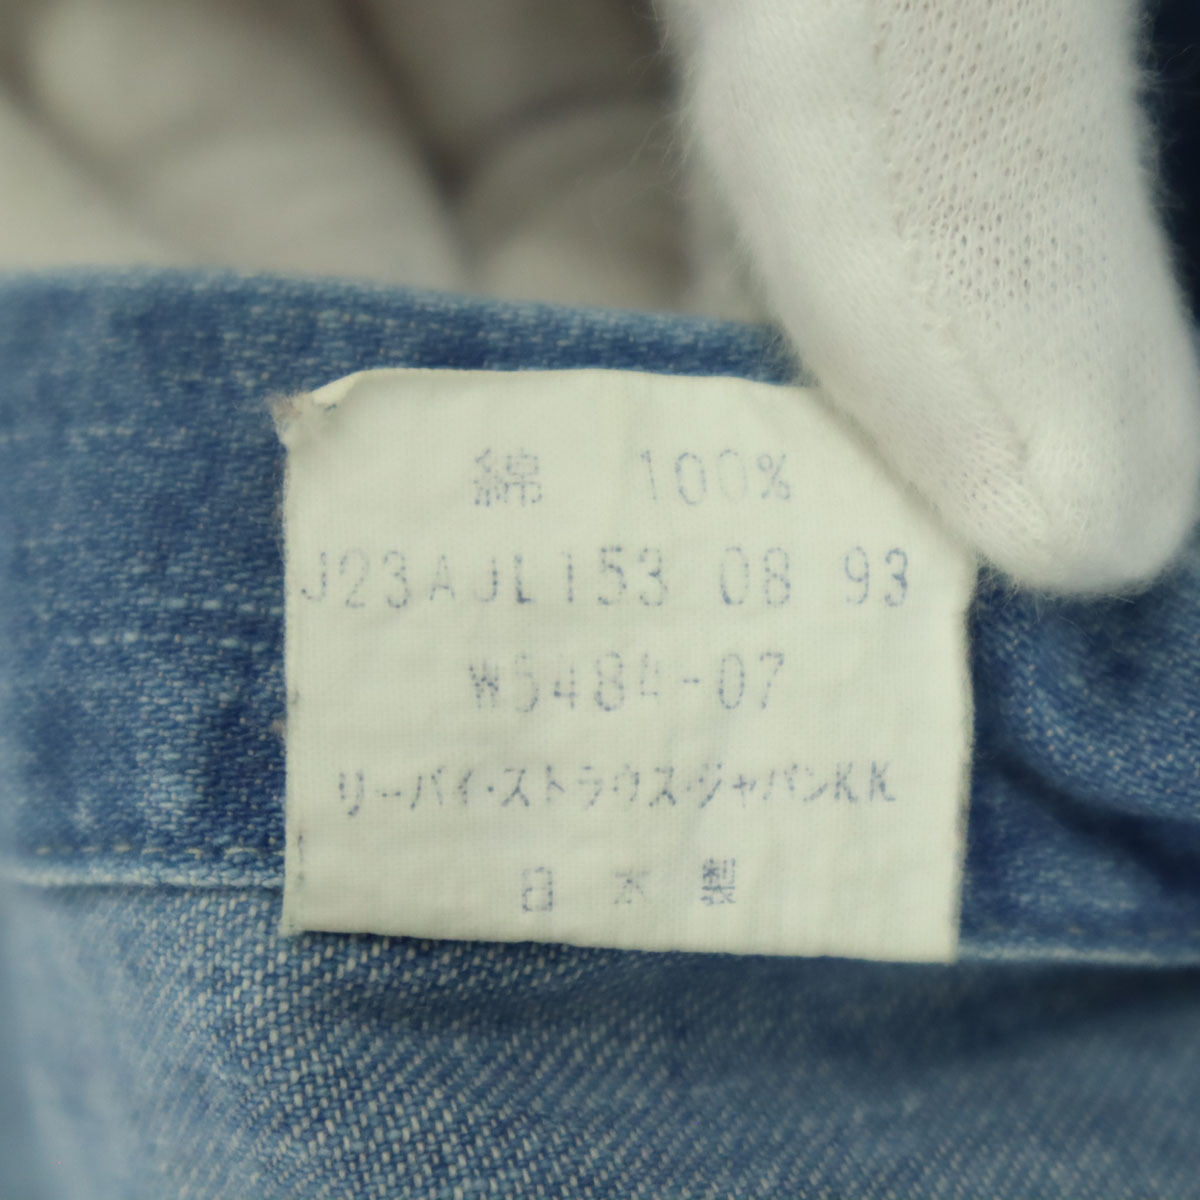 綿 100%
J23AJL153 08 93
W5484-07
リーバイ・ストラウス・ジャパンKK
日本製